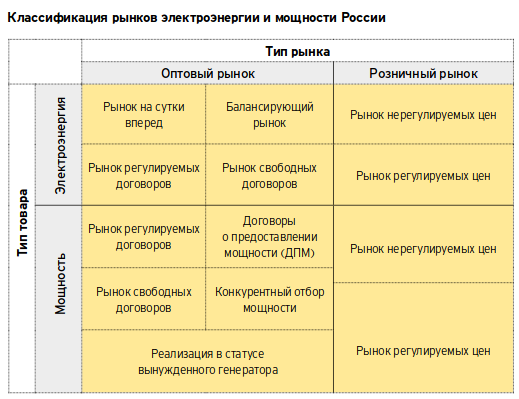 Классификация рынков электроэнергии и мощности России
Тип рынка
Оптовый рынок
Розничный рынок
Тип товара
Электроэнергия
Рынок на сутки
вперед
Балансирующий
рынок
Рынок нерегулируемых цен
Рынок регулируемых
договоров
Рынок свободных
договоров
Рынок регулируемых цен
Мощность
Рынок регулируемых
договоров
Договоры
о предоставлении
мощности (ДПМ)
Рынок нерегулируемых цен
Рынок свободных
договоров
Конкурентный отбор
мощности
Рынок регулируемых цен
Реализация в статусе
вынужденного генератора